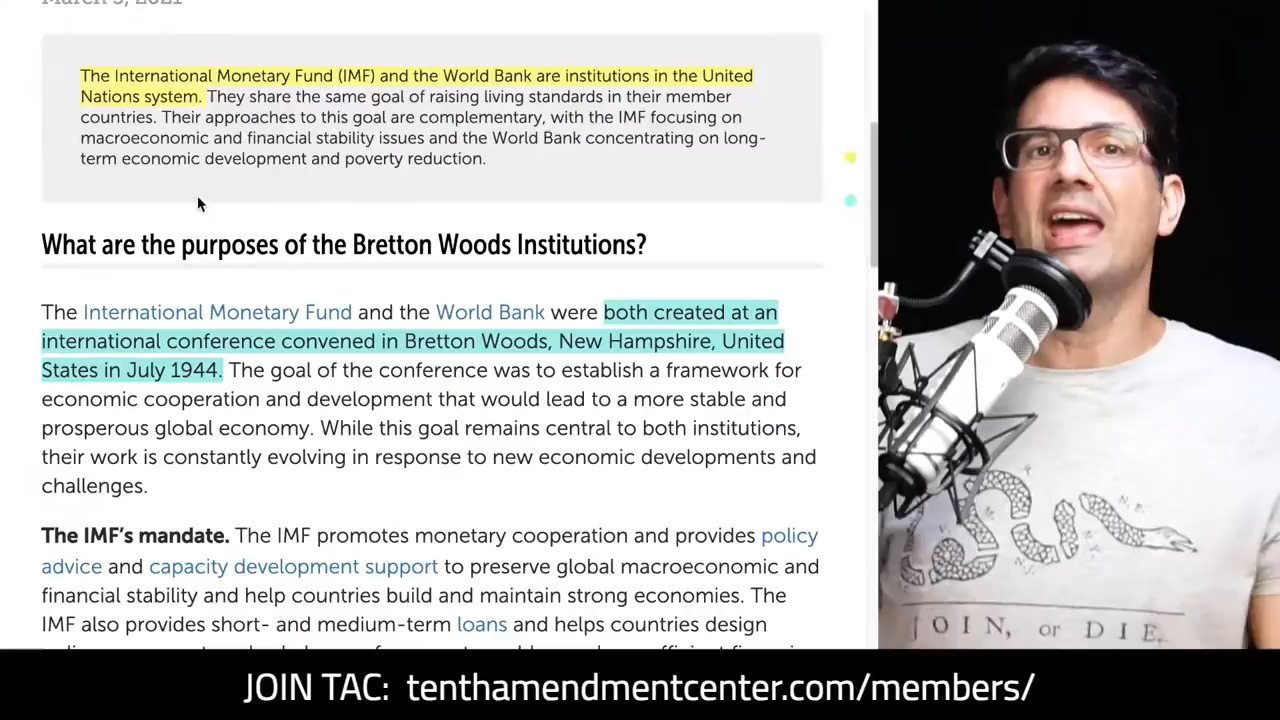 March 5, 2021
The International Monetary Fund (IMF) and the World Bank are institutions in the United
Nations system. They share the same goal of raising living standards in their member
countries. Their approaches to this goal are complementary, with the IMF focusing on
macroeconomic and financial stability issues and the World Bank concentrating on long-
term economic development and poverty reduction.
What are the purposes of the Bretton Woods Institutions?
The International Monetary Fund and the World Bank were both created at an
international conference convened in Bretton Woods, New Hampshire, United
States in July 1944. The goal of the conference was to establish a framework for
economic cooperation and development that would lead to a more stable and
prosperous global economy. While this goal remains central to both institutions,
their work is constantly evolving in response to new economic developments and
challenges.
The IMF's mandate. The IMF promotes monetary cooperation and provides policy
advice and capacity development support to preserve global macroeconomic and
financial stability and help countries build and maintain strong economies. The
IMF also provides short- and medium-term loans and helps countries design
JOIN, or DIE.
JOIN TAC: tenthamendmentcenter.com/members/